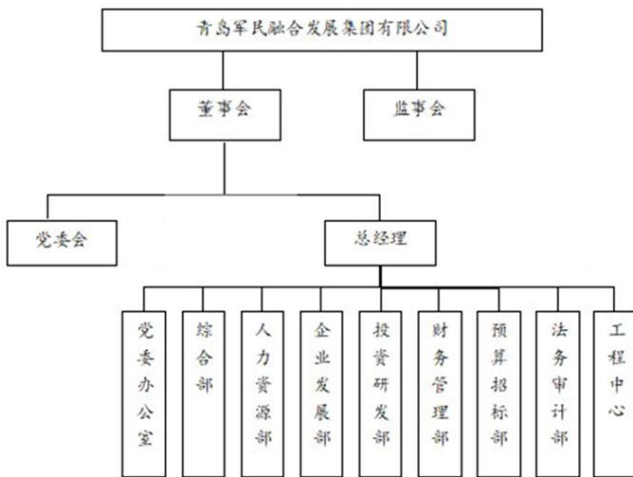 青岛军民融合发展集团有限公司
董事会
监事会
党委会
总经理
党委办公室
综合部
人力资源部
企业发展部
投资研发部
财务管理部
预算招标部
法务审计部
工程中心